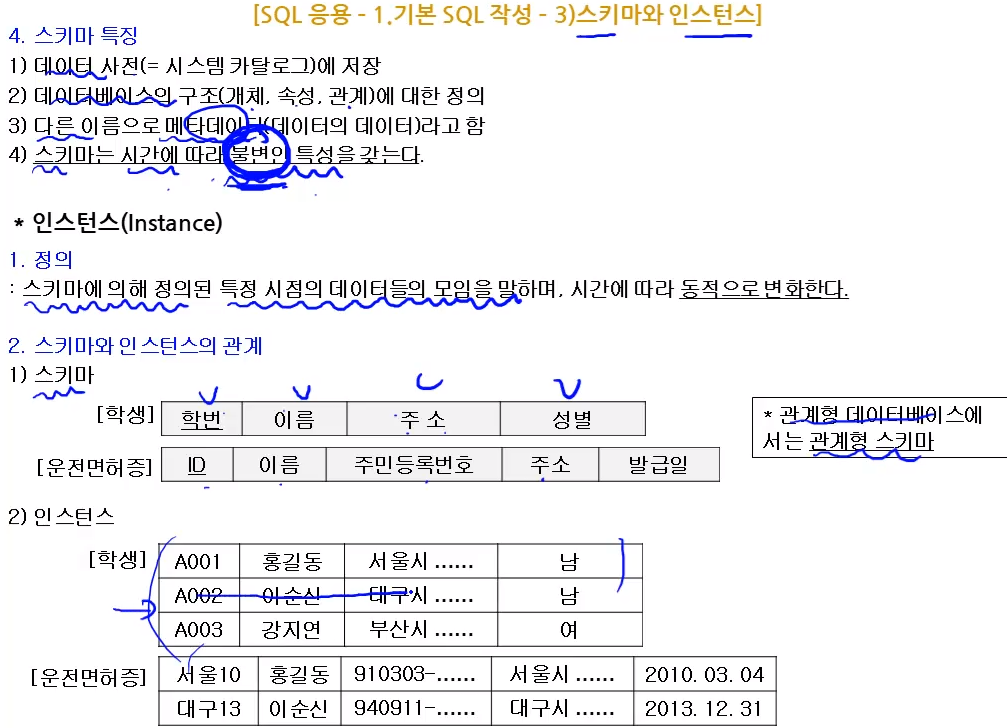 [SQL 응용 - 1.기본 SQL 작성 - 3)스키마와 인스턴스]
4. 스키마 특징
1) 데이터 사전(= 시스템 카탈로그)에 저장
2) 데이터베이스의 구조(개체, 속성, 관계)에 대한 정의
3) 다른 이름으로 메타데이터(데이터의 데이터)라고 함
4) 스키마는 시간에 따라 불변인 특성을 갖는다.
* 인스턴스(Instance)
1. 정의
: 스키마에 의해 정의된 특정 시점의 데이터들의 모임을 말하며, 시간에 따라 동적으로 변화한다.
2. 스키마와 인스턴스의 관계
1) 스키마
[학생] 학번 이름 주 소 성별
[운전면허증] ID 이름 주민등록번호 주소 발급일
* 관계형 데이터베이스에
서는 관계형 스키마
2) 인스턴스
[학생] A001 홍길동 서울시 ...... 남
A002 이순신 대구시 ...... 남
A003 강지연 부산시 ...... 여
[운전면허증] 서울10 홍길동 910303-...... 서울시 ...... 2010. 03. 04
대구13 이순신 940911-...... 대구시 ...... 2013. 12. 31